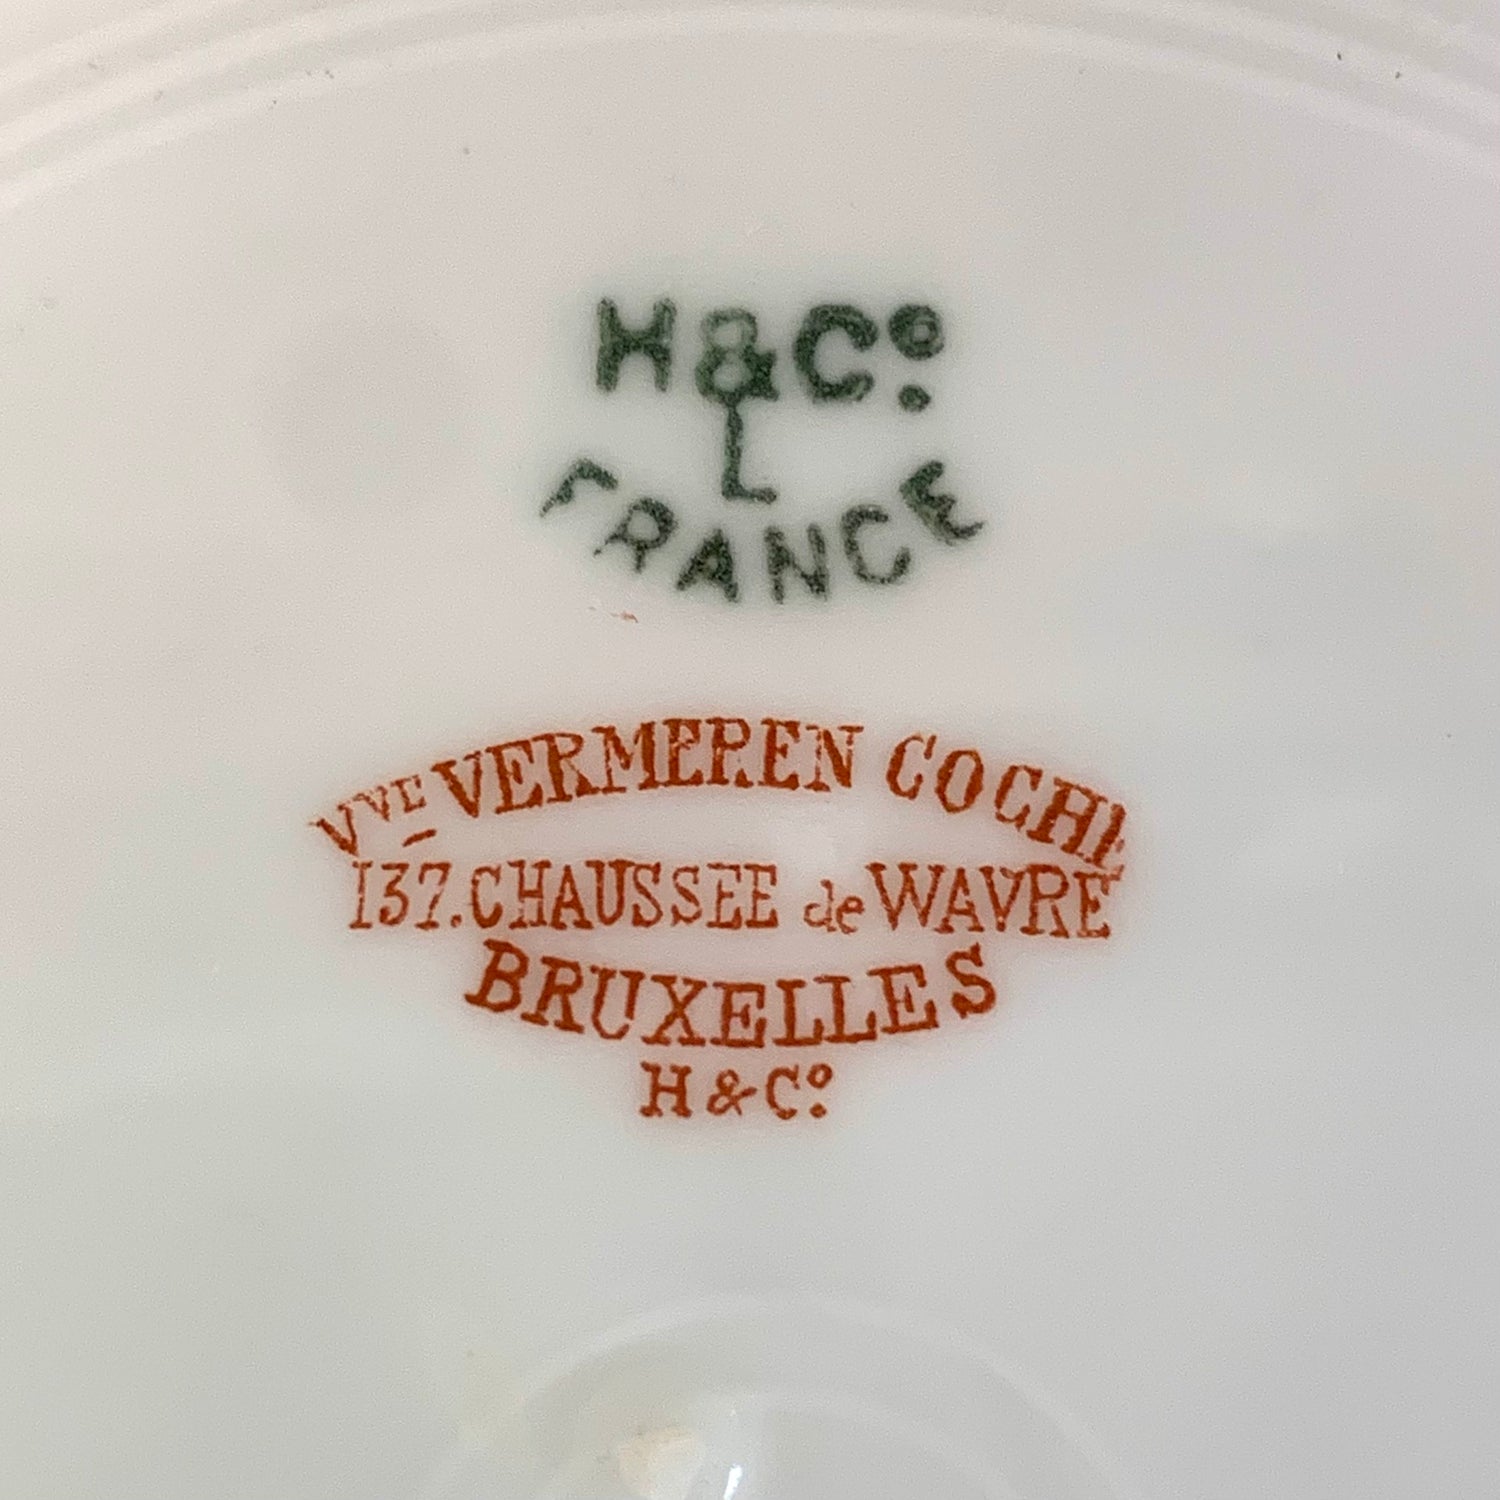 H & Cº.
L
FRANCE
VVE VERMEREN COCHE
137. CHAUSSEE de WAVRE
BRUXELLES
H & Cº.